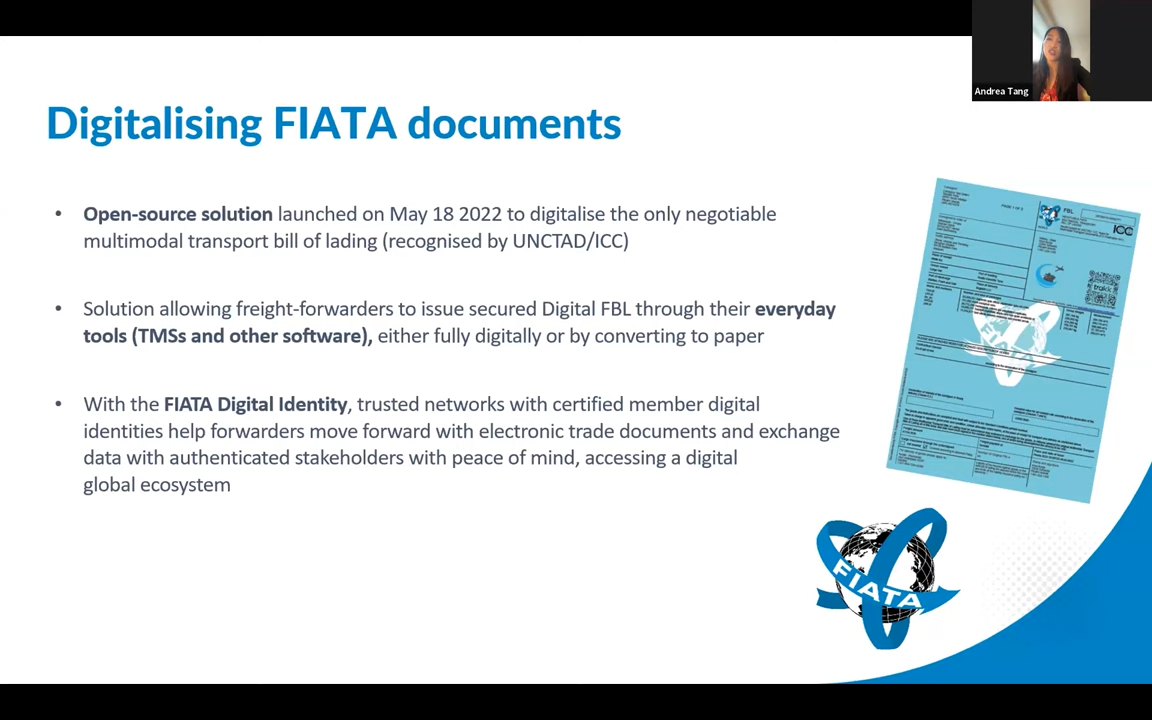 Andrea Tang
Digitalising FIATA documents
• Open-source solution launched on May 18 2022 to digitalise the only negotiable
multimodal transport bill of lading (recognised by UNCTAD/ICC)
• Solution allowing freight-forwarders to issue secured Digital FBL through their everyday
tools (TMSs and other software), either fully digitally or by converting to paper
• With the FIATA Digital Identity, trusted networks with certified member digital
identities help forwarders move forward with electronic trade documents and exchange
data with authenticated stakeholders with peace of mind, accessing a digital
global ecosystem
FBL
ICC
trakk
FIATA
FIATA